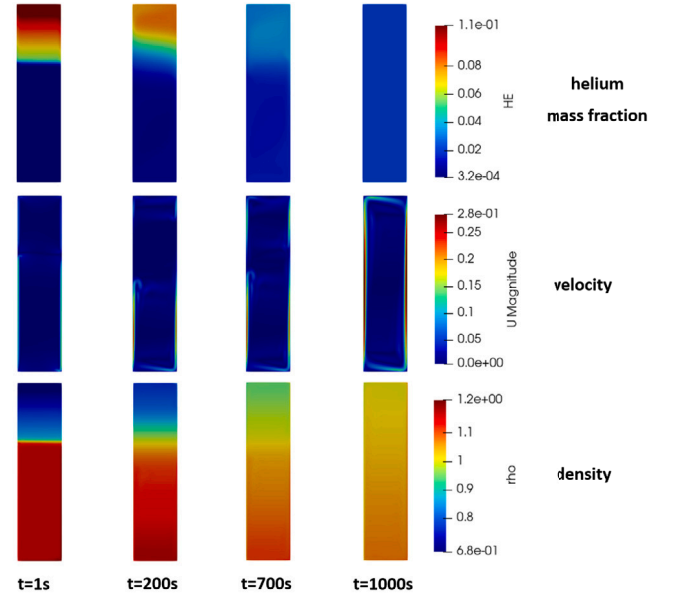 1.1e-01
0.08
0.06
0.04
0.02
3.2e-04
HE
helium
mass fraction
2.8e-01
0.25
0.2
0.15
0.1
0.05
0.0e+00
U Magnitude
velocity
1.2e+00
1.1
1
0.9
0.8
6.8e-01
rho
density
t=1s t=200s t=700s t=1000s